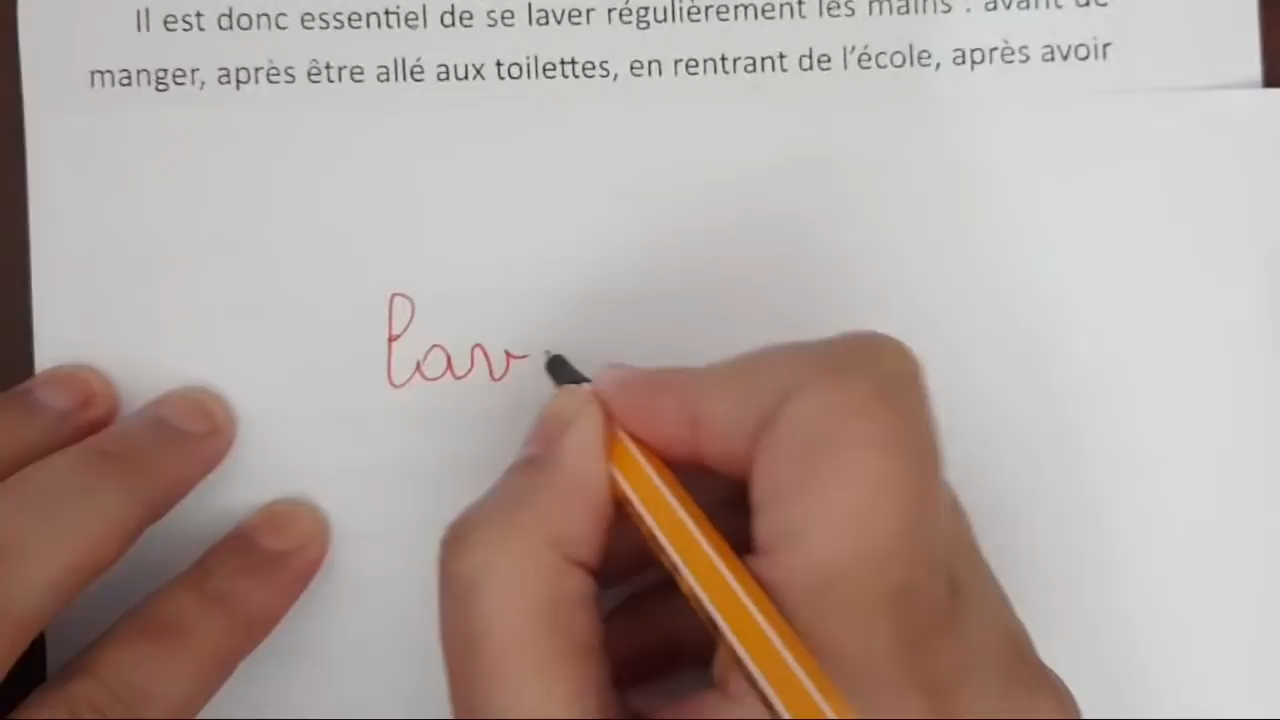 Il est donc essentiel de se laver régulièrement les mains : avant de
manger, après être allé aux toilettes, en rentrant de l'école, après avoir
lav